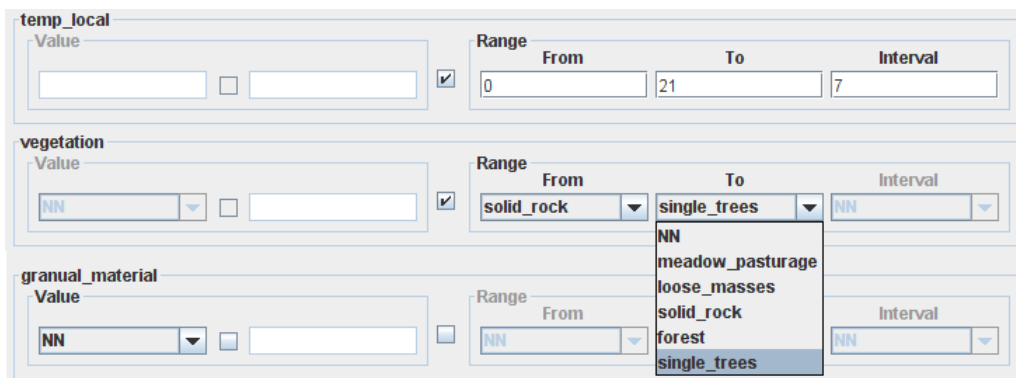 temp_local
Value Range
From To Interval
0 21 7
vegetation
Value Range
From To Interval
NN solid_rock single_trees NN
NN
meadow_pasturage
loose_masses
solid_rock
forest
single_trees
granual_material
Value Range
From Interval
NN NN NN